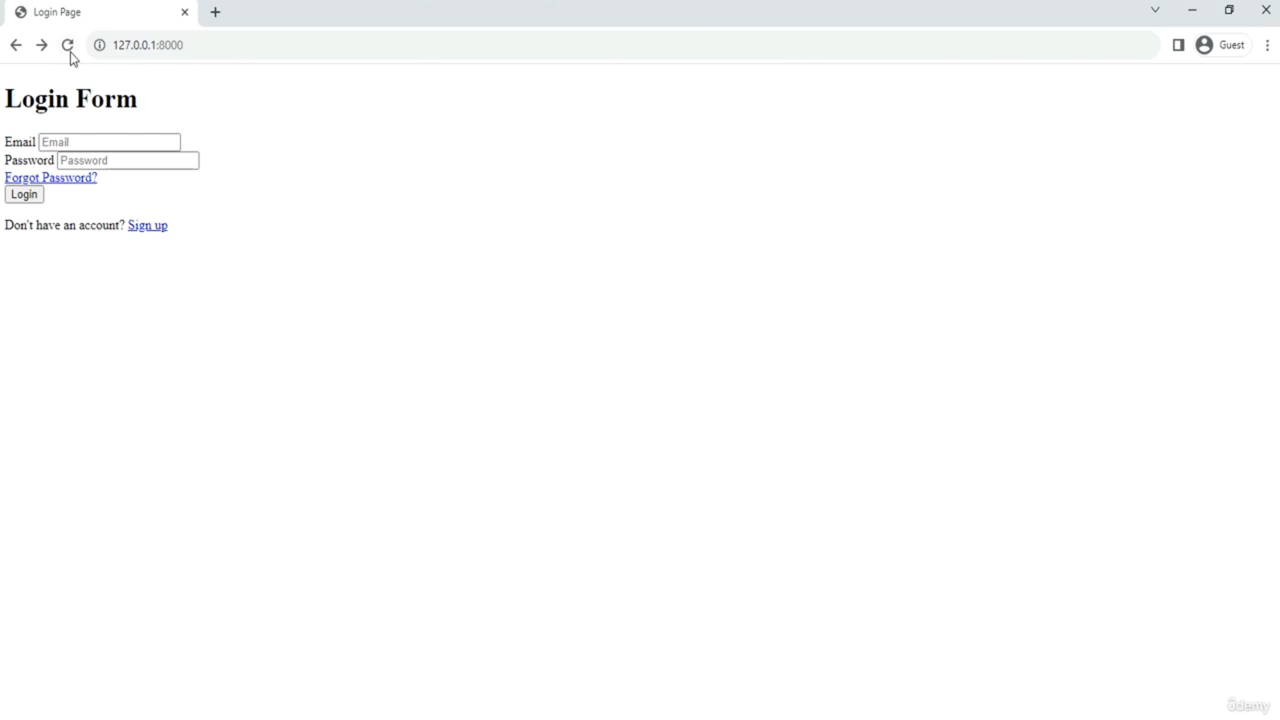 Login Page
127.0.0.1:8000
Guest
Login Form
Email Email
Password Password
Forgot Password?
Login
Don't have an account? Sign up
ûdemy